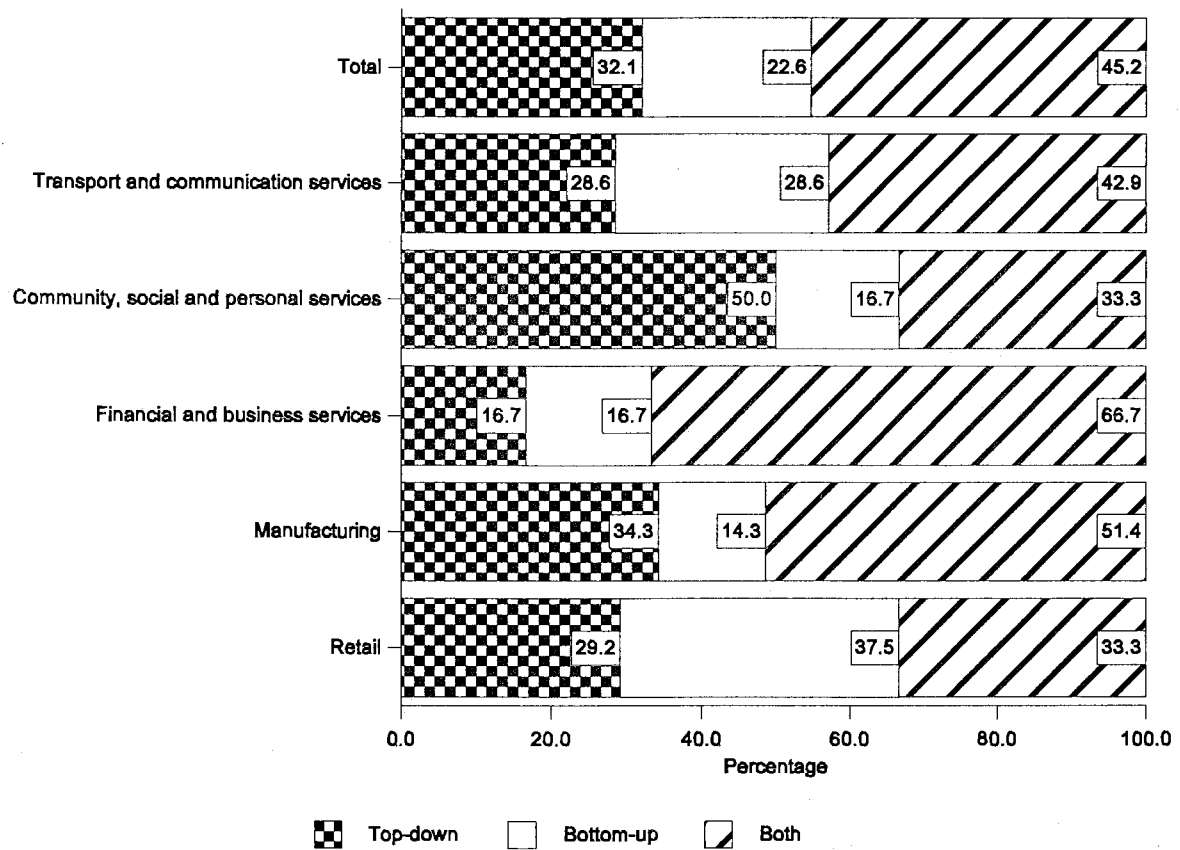 Total 32.1 22.6 45.2
Transport and communication services 28.6 28.6 42.9
Community, social and personal services 50.0 16.7 33.3
Financial and business services 16.7 16.7 66.7
Manufacturing 34.3 14.3 51.4
Retail 29.2 37.5 33.3
0.0 20.0 40.0 60.0 80.0 100.0
Percentage
Top-down Bottom-up Both